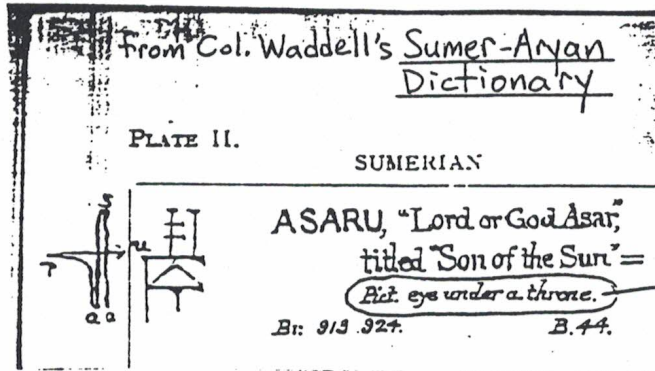 from Col. Waddell's Sumer-Aryan
Dictionary
PLATE II.
SUMERIAN
ASARU, "Lord or God Asar,"
titled "Son of the Sun" =
Pict. eye under a throne.
Br: 913.924. B.44.
s
u
r
a a